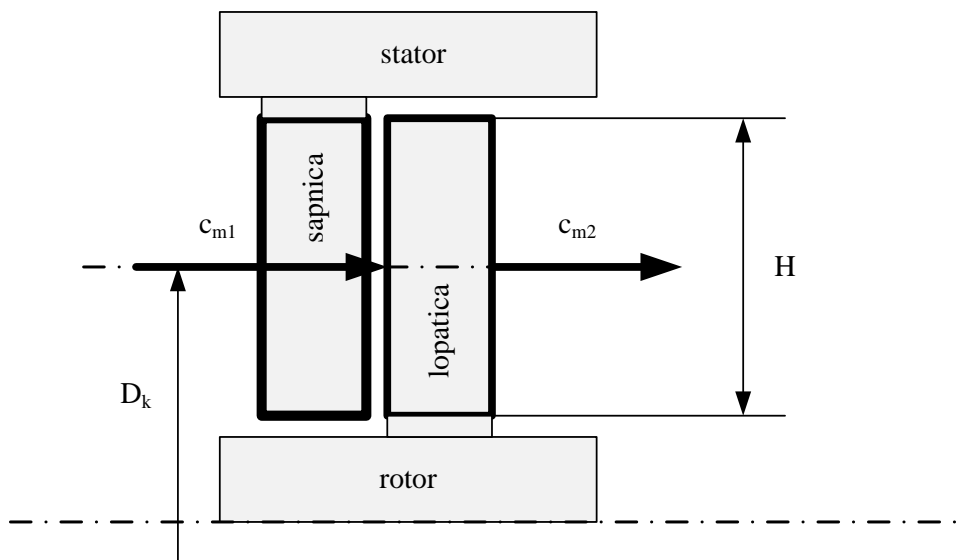 stator
sapnica
c_m1
c_m2
H
lopatica
D_k
rotor